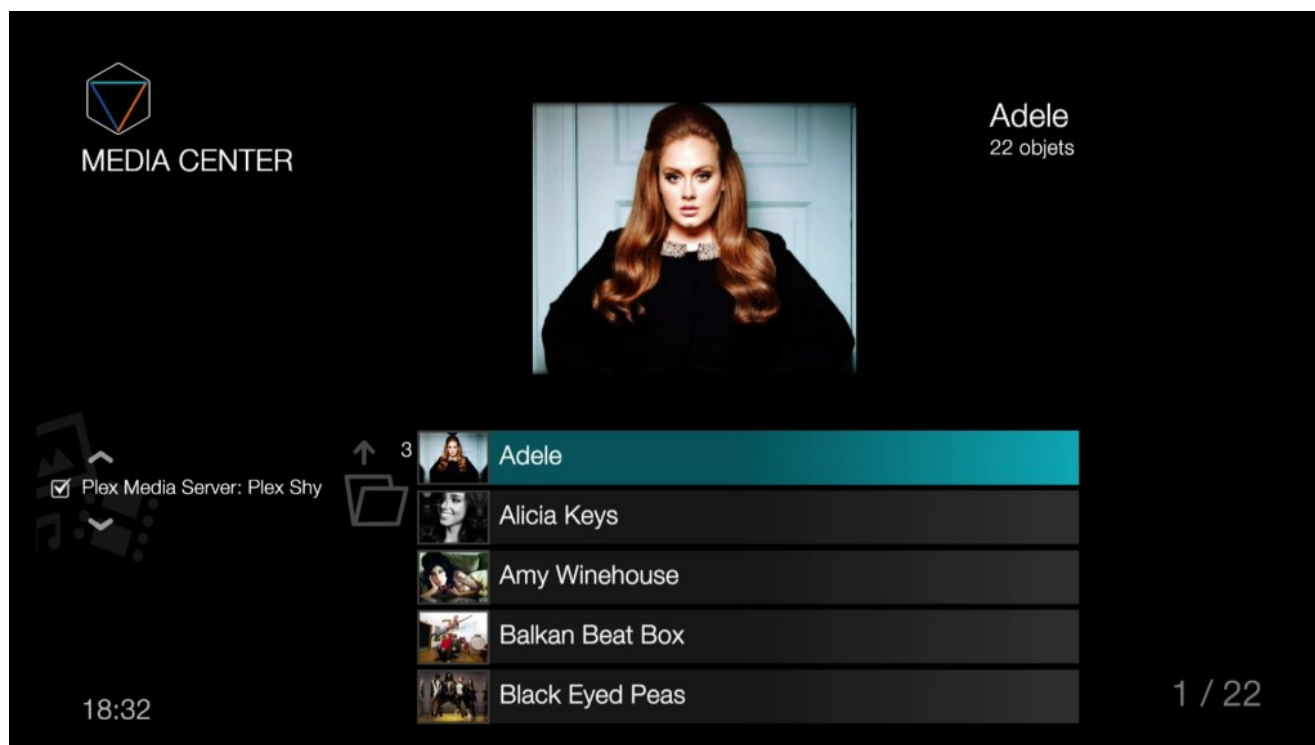 MEDIA CENTER
Adele
22 objets
Plex Media Server: Plex Shy
3
Adele
Alicia Keys
Amy Winehouse
Balkan Beat Box
Black Eyed Peas
18:32
1 / 22